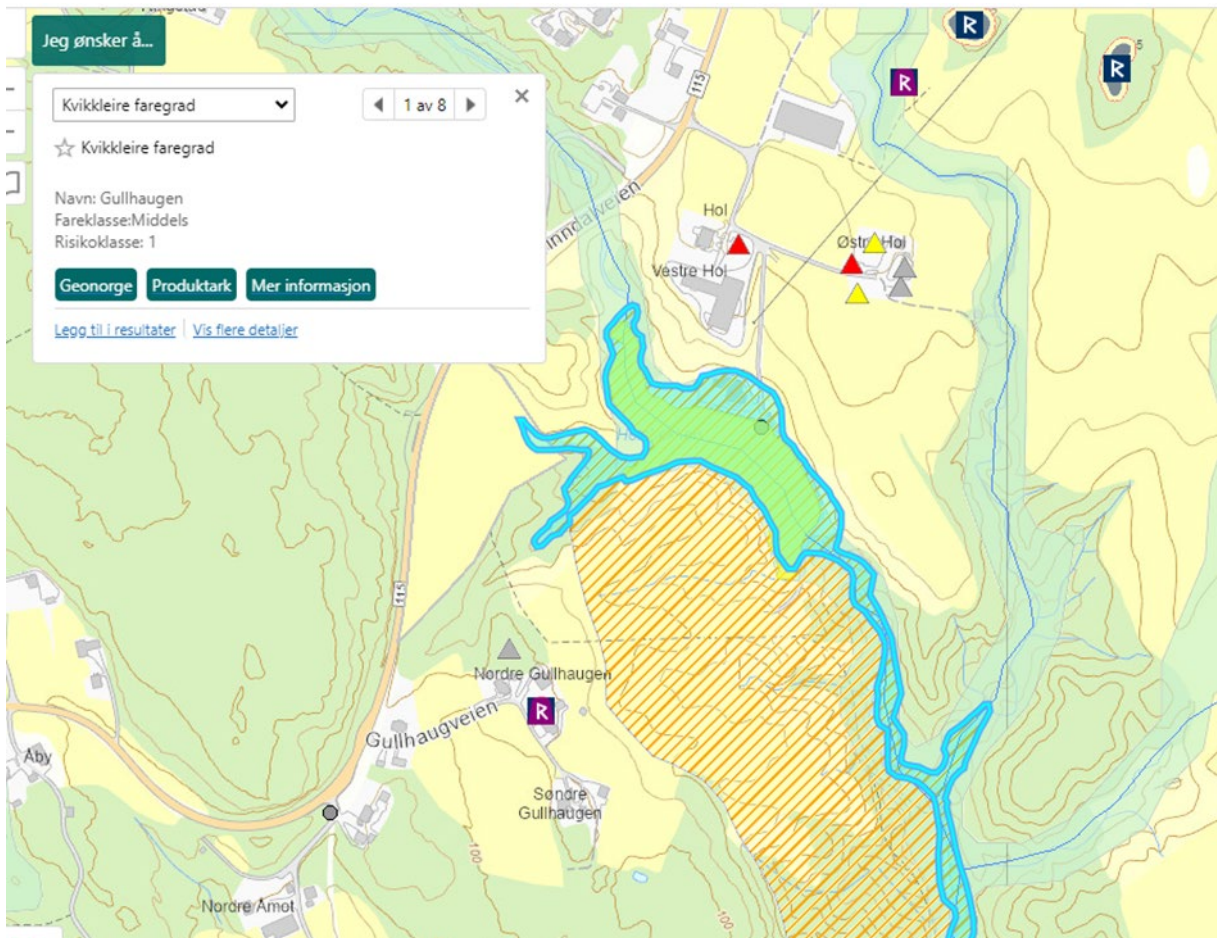 Jeg ønsker å...
Kvikkleire faregrad
1 av 8
Kvikkleire faregrad
Navn: Gullhaugen
Fareklasse:Middels
Risikoklasse: 1
Geonorge
Produktark
Mer informasjon
Legg til i resultater
Vis flere detaljer
115
R
R
R
5
Hol
Vestre Hol
Østre Hol
115
Nordre Gullhaugen
R
Gullhaugveien
Søndre
Gullhaugen
Åby
Nordre Åmot
100
100
100